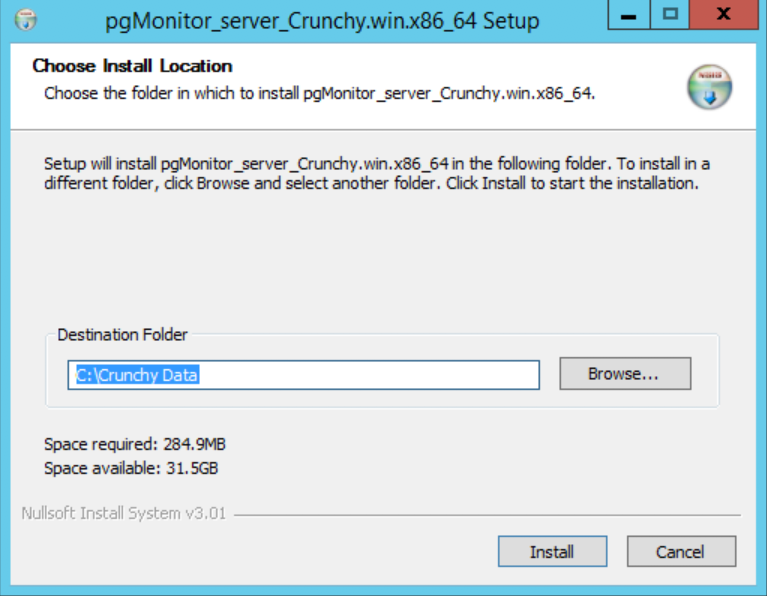 pgMonitor_server_Crunchy.win.x86_64 Setup
Choose Install Location
Choose the folder in which to install pgMonitor_server_Crunchy.win.x86_64.
Setup will install pgMonitor_server_Crunchy.win.x86_64 in the following folder. To install in a
different folder, click Browse and select another folder. Click Install to start the installation.
Destination Folder
C:\Crunchy Data
Browse...
Space required: 284.9MB
Space available: 31.5GB
Nullsoft Install System v3.01
Install
Cancel